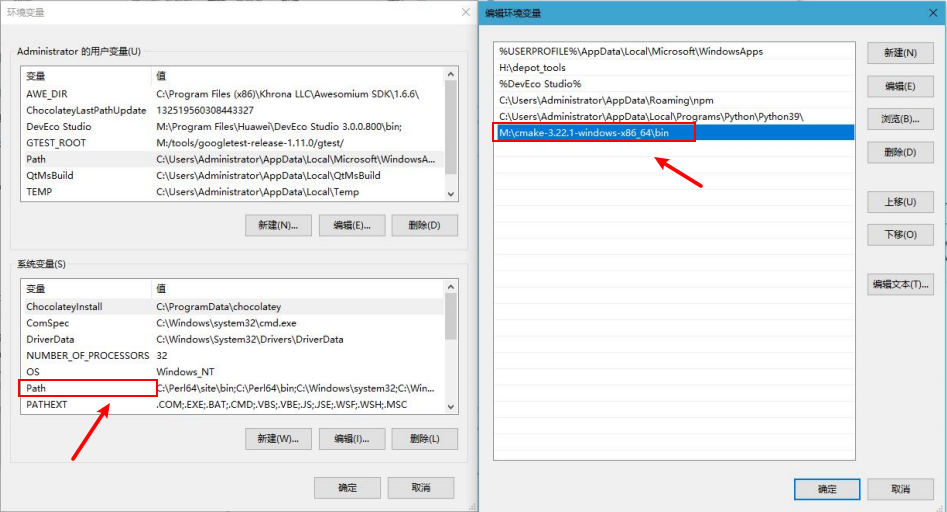 环境变量
Administrator 的用户变量(U)
变量 值
AWE_DIR C:\Program Files (x86)\Khrona LLC\Awesomium SDK\1.6.6\
ChocolateyLastPathUpdate 132519560308443327
DevEco Studio M:\Program Files\Huawei\DevEco Studio 3.0.0.800\bin;
GTEST_ROOT M:/tools/googletest-release-1.11.0/gtest/
Path C:\Users\Administrator\AppData\Local\Microsoft\WindowsA...
QtMsBuild C:\Users\Administrator\AppData\Local\QtMsBuild
TEMP C:\Users\Administrator\AppData\Local\Temp
新建(N)... 编辑(E)... 删除(D)
系统变量(S)
变量 值
ChocolateyInstall C:\ProgramData\chocolatey
ComSpec C:\Windows\system32\cmd.exe
DriverData C:\Windows\System32\Drivers\DriverData
NUMBER_OF_PROCESSORS 32
OS Windows_NT
Path C:\Perl64\site\bin;C:\Perl64\bin;C:\Windows\system32;C:\Win...
PATHEXT .COM;.EXE;.BAT;.CMD;.VBS;.VBE;.JS;.JSE;.WSF;.WSH;.MSC
新建(W)... 编辑(I)... 删除(L)
确定 取消
编辑环境变量
%USERPROFILE%\AppData\Local\Microsoft\WindowsApps
H:\depot_tools
%DevEco Studio%
C:\Users\Administrator\AppData\Roaming\npm
C:\Users\Administrator\AppData\Local\Programs\Python\Python39\
M:\cmake-3.22.1-windows-x86_64\bin
新建(N)
编辑(E)
浏览(B)...
删除(D)
上移(U)
下移(O)
编辑文本(T)...
确定 取消